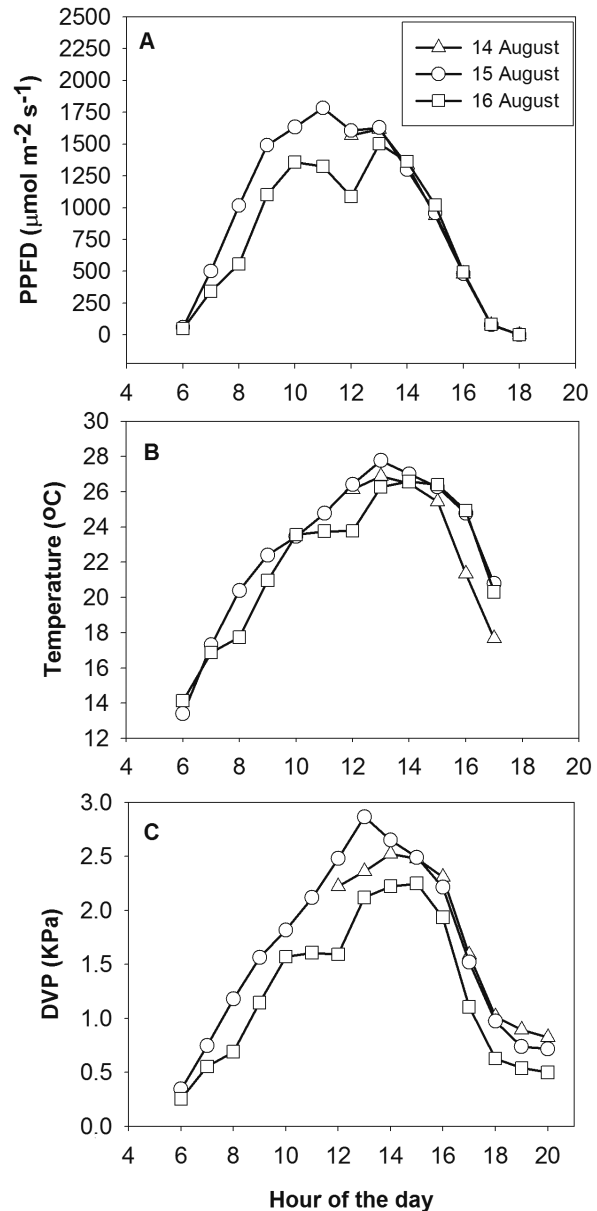 A
14 August
15 August
16 August
PPFD (µmol m⁻² s⁻¹)
2500
2250
2000
1750
1500
1250
1000
750
500
250
0
4 6 8 10 12 14 16 18 20
B
Temperature (ºC)
30
28
26
24
22
20
18
16
14
12
4 6 8 10 12 14 16 18 20
C
DVP (KPa)
3.0
2.5
2.0
1.5
1.0
0.5
0.0
4 6 8 10 12 14 16 18 20
Hour of the day